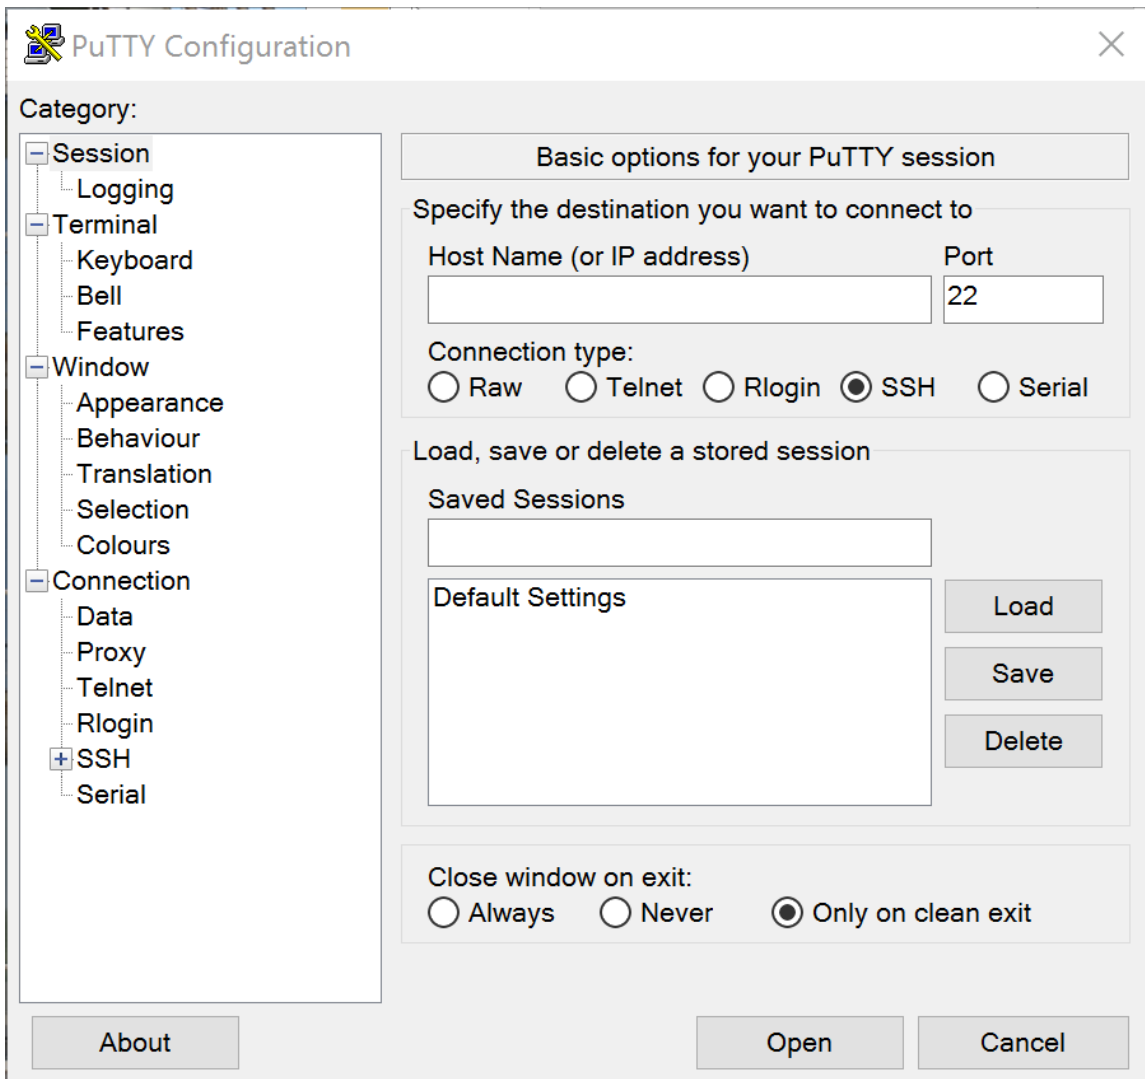 PuTTY Configuration
Category:
Session
Logging
Terminal
Keyboard
Bell
Features
Window
Appearance
Behaviour
Translation
Selection
Colours
Connection
Data
Proxy
Telnet
Rlogin
SSH
Serial
Basic options for your PuTTY session
Specify the destination you want to connect to
Host Name (or IP address) Port
22
Connection type:
Raw Telnet Rlogin SSH Serial
Load, save or delete a stored session
Saved Sessions
Default Settings
Load
Save
Delete
Close window on exit:
Always Never Only on clean exit
About Open Cancel